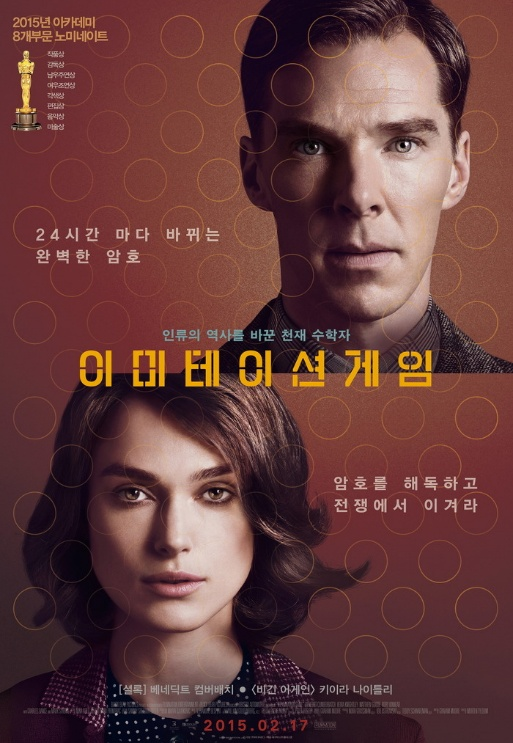 2015년 아카데미
8개부문 노미네이트
작품상
감독상
남우주연상
여우조연상
각색상
편집상
음악상
미술상
24시간 마다 바뀌는
완벽한 암호
인류의 역사를 바꾼 천재 수학자
이미테이션게임
암호를 해독하고
전쟁에서 이겨라
[셜록] 베네딕트 컴버배치 ● <비긴 어게인> 키이라 나이틀리
2015.02.17